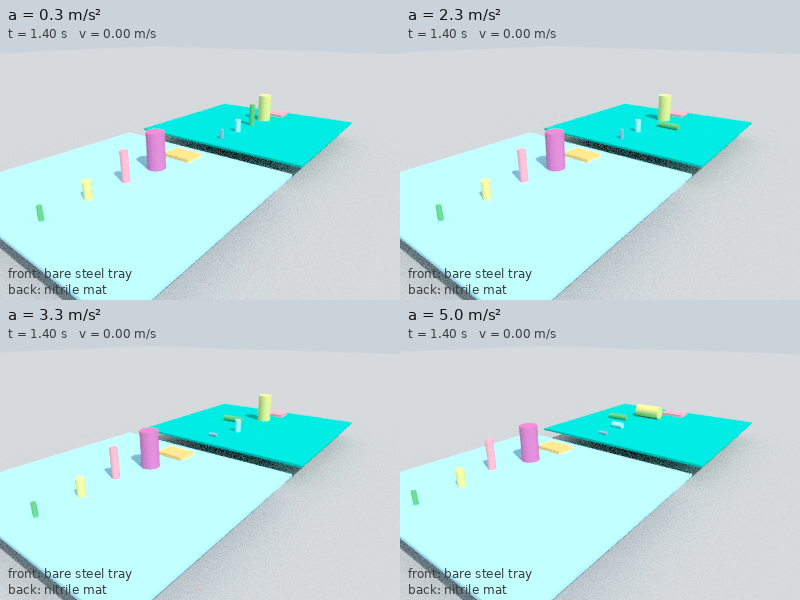 a = 0.3 m/s²
t = 1.40 s   v = 0.00 m/s
front: bare steel tray
back: nitrile mat
a = 2.3 m/s²
t = 1.40 s   v = 0.00 m/s
front: bare steel tray
back: nitrile mat
a = 3.3 m/s²
t = 1.40 s   v = 0.00 m/s
front: bare steel tray
back: nitrile mat
a = 5.0 m/s²
t = 1.40 s   v = 0.00 m/s
front: bare steel tray
back: nitrile mat